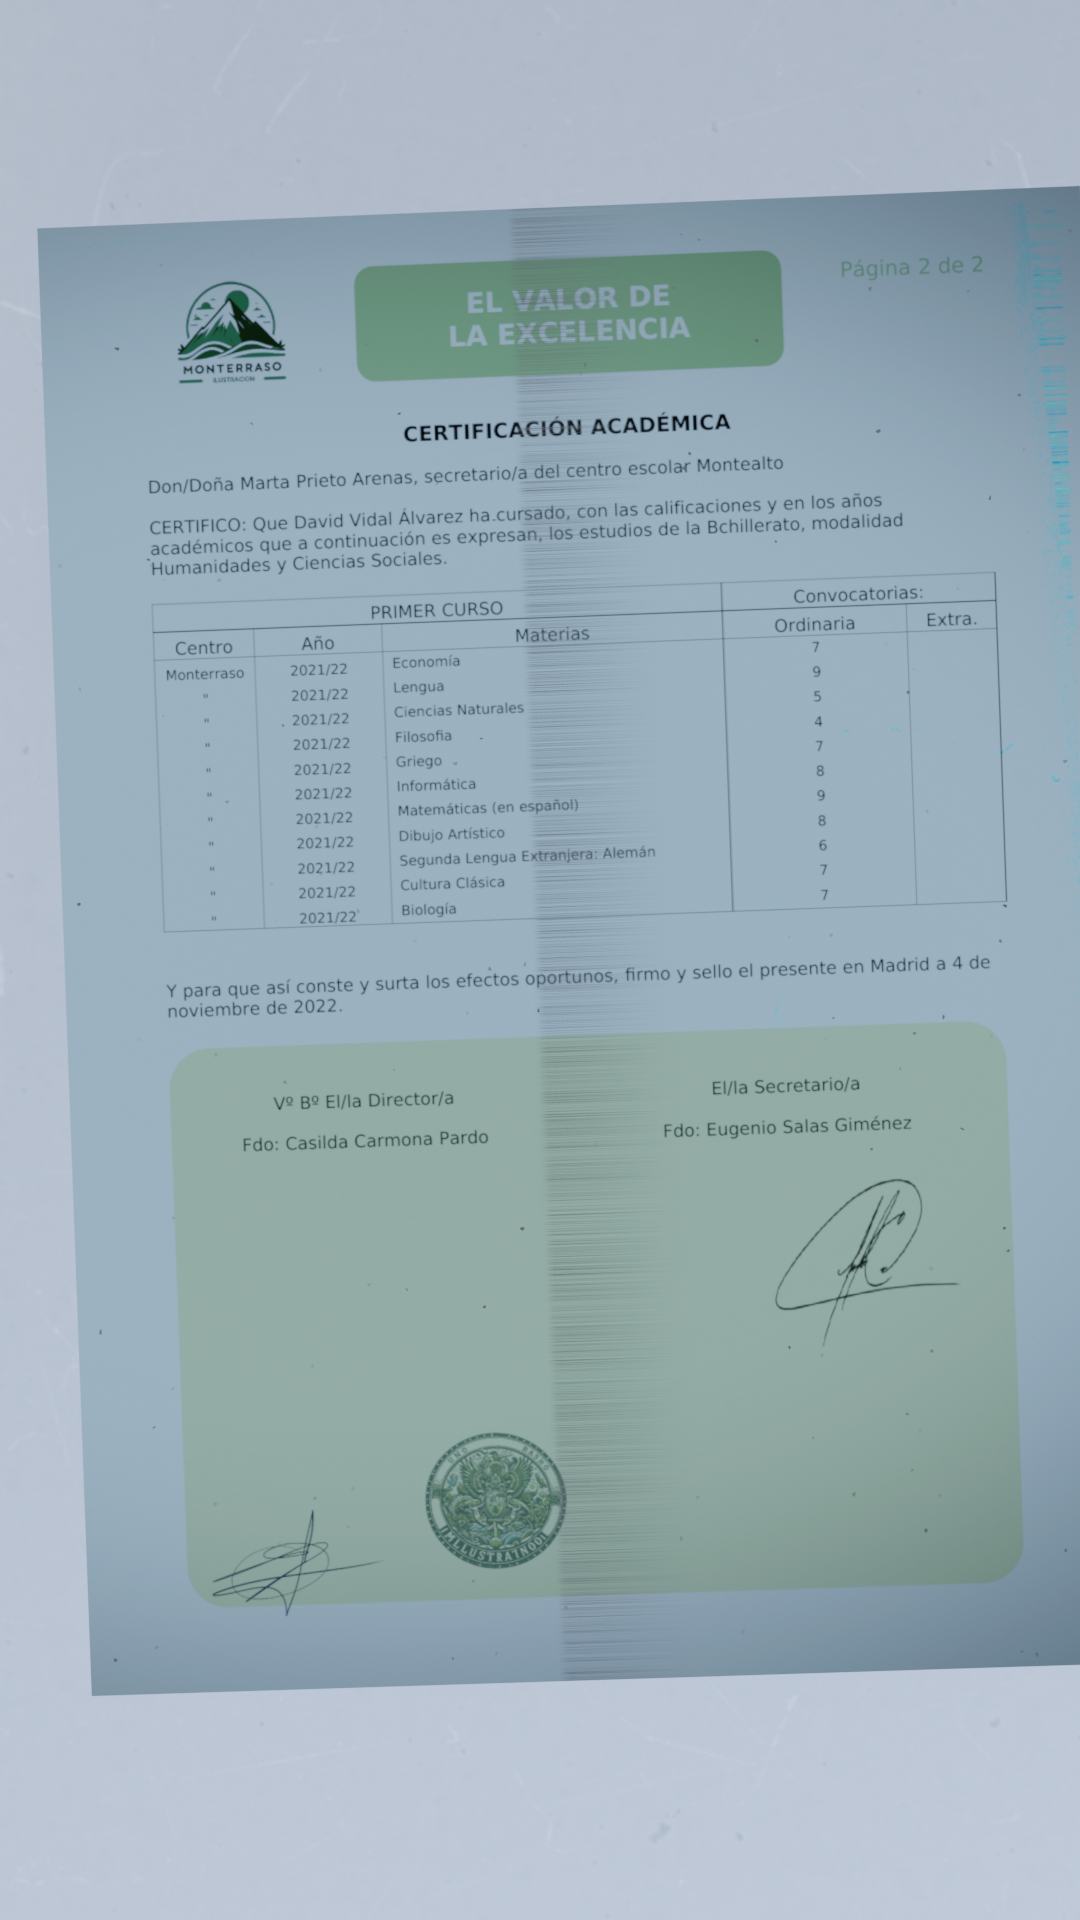 Página 2 de 2
EL VALOR DE
LA EXCELENCIA
MONTERRASO
ILUSTRACION
CERTIFICACIÓN ACADÉMICA
Don/Doña Marta Prieto Arenas, secretario/a del centro escolar Montealto
CERTIFICO: Que David Vidal Álvarez ha cursado, con las calificaciones y en los años
académicos que a continuación es expresan, los estudios de la Bchillerato, modalidad
Humanidades y Ciencias Sociales.
PRIMER CURSO Convocatorias:
Centro Año Materias Ordinaria Extra.
Monterraso 2021/22 Economía 7
" 2021/22 Lengua 9
" 2021/22 Ciencias Naturales 5
" 2021/22 Filosofia 4
" 2021/22 Griego 7
" 2021/22 Informática 8
" 2021/22 Matemáticas (en español) 9
" 2021/22 Dibujo Artístico 8
" 2021/22 Segunda Lengua Extranjera: Alemán 6
" 2021/22 Cultura Clásica 7
" 2021/22 Biología 7
Y para que así conste y surta los efectos oportunos, firmo y sello el presente en Madrid a 4 de
noviembre de 2022.
Vº Bº El/la Director/a El/la Secretario/a
Fdo: Casilda Carmona Pardo Fdo: Eugenio Salas Giménez